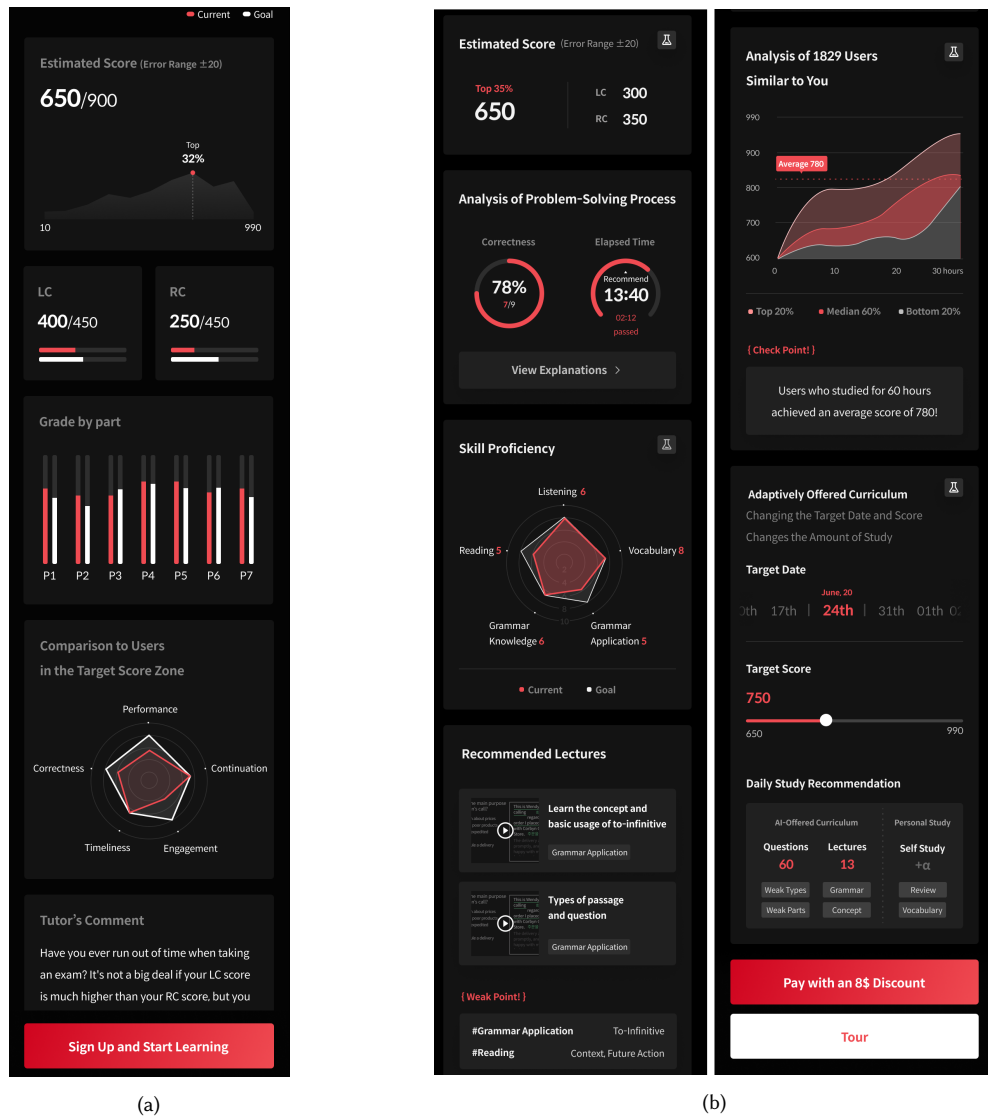 Current Goal
Estimated Score (Error Range ±20)
650/900
Top
32%
10 990
LC
400/450
RC
250/450
Grade by part
P1 P2 P3 P4 P5 P6 P7
Comparison to Users
in the Target Score Zone
Performance
Correctness
Continuation
Timeliness
Engagement
Tutor's Comment
Have you ever run out of time when taking
an exam? It's not a big deal if your LC score
is much higher than your RC score, but you
Sign Up and Start Learning
(a)
Estimated Score (Error Range ±20)
Top 35%
650
LC 300
RC 350
Analysis of Problem-Solving Process
Correctness
78%
7/9
Elapsed Time
Recommend
13:40
02:12
passed
View Explanations
Skill Proficiency
Listening 6
Reading 5
Vocabulary 8
8
10
Grammar
Knowledge 6
Grammar
Application 5
Current Goal
Recommended Lectures
Learn the concept and
basic usage of to-infinitive
Grammar Application
Types of passage
and question
Grammar Application
{ Weak Point! }
#Grammar Application To-Infinitive
#Reading Context, Future Action
Analysis of 1829 Users
Similar to You
990
900
800
700
600
Average 780
0 10 20 30 hours
Top 20% Median 60% Bottom 20%
{ Check Point! }
Users who studied for 60 hours
achieved an average score of 780!
Adaptively Offered Curriculum
Changing the Target Date and Score
Changes the Amount of Study
Target Date
June, 20
17th 24th 31th 01th
Target Score
750
650 990
Daily Study Recommendation
AI-Offered Curriculum
Questions Lectures
60 13
Weak Types Grammar
Weak Parts Concept
Personal Study
Self Study
+α
Review
Vocabulary
Pay with an 8$ Discount
Tour
(b)